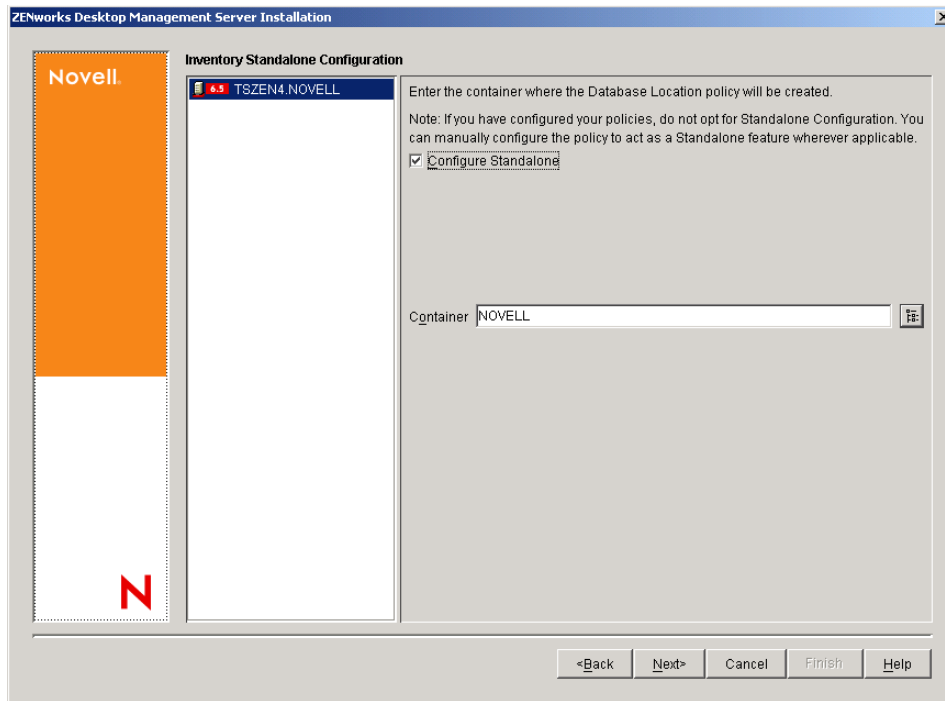 ZENworks Desktop Management Server Installation
Novell.
Inventory Standalone Configuration
6.5 TSZEN4.NOVELL
Enter the container where the Database Location policy will be created.
Note: If you have configured your policies, do not opt for Standalone Configuration. You
can manually configure the policy to act as a Standalone feature wherever applicable.
Configure Standalone
Container NOVELL
N
<Back Next> Cancel Finish Help